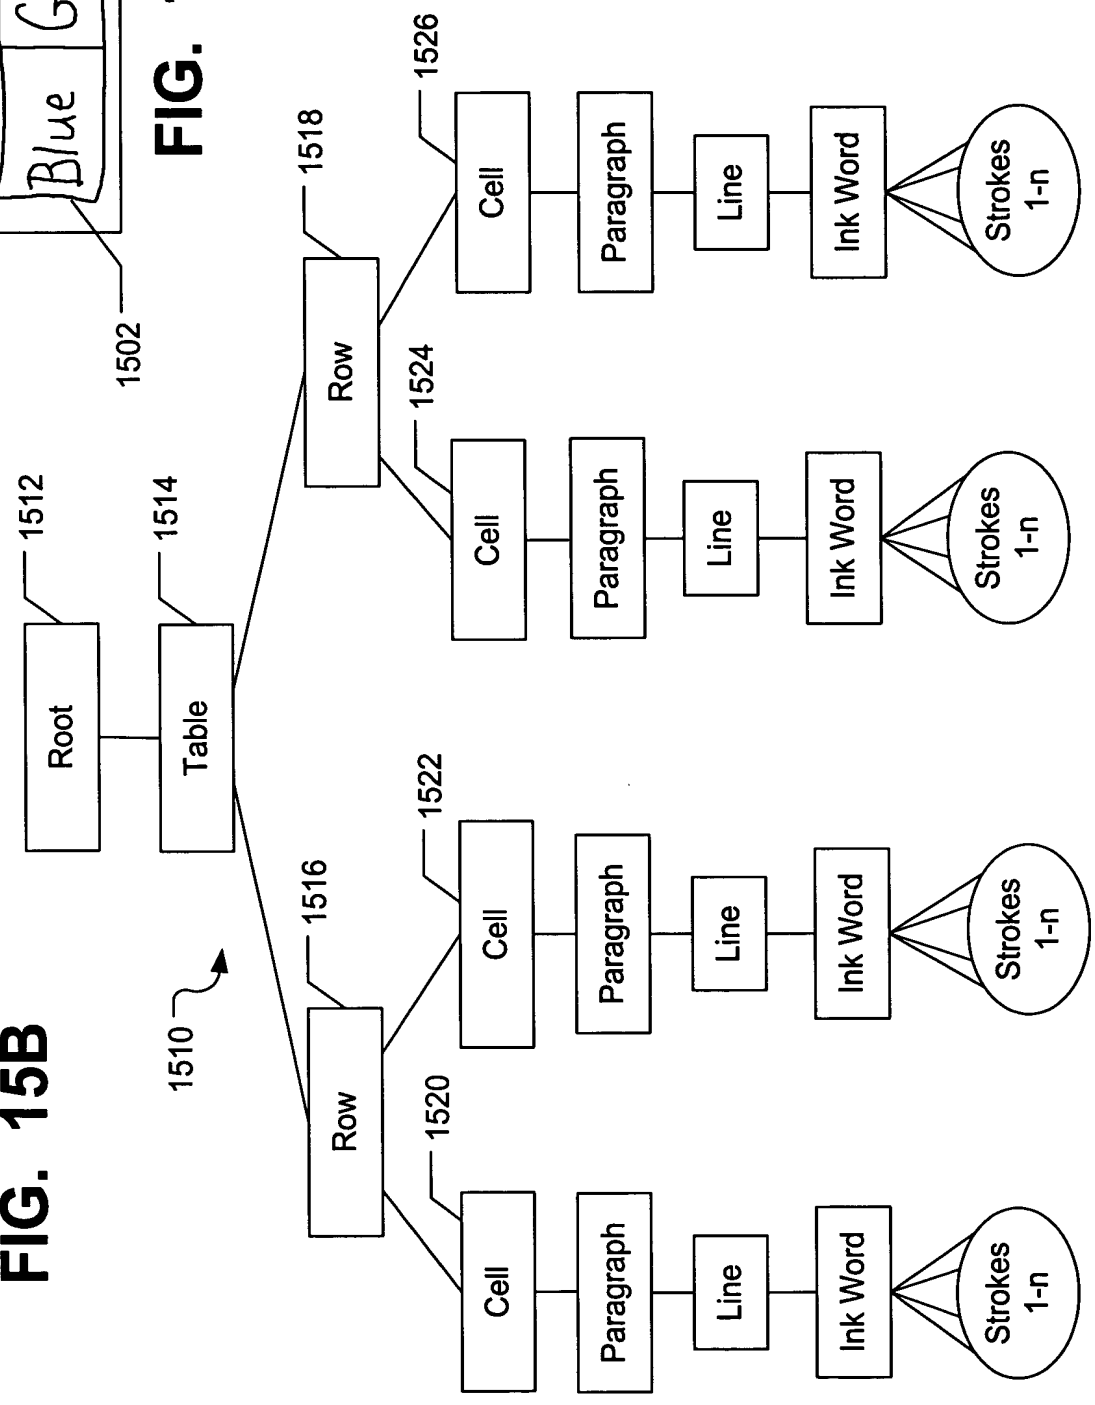 Blue G
FIG.
1502
FIG. 15B
1510
Root 1512
Table 1514
Row 1516
Row 1518
Cell 1520
Cell 1522
Cell 1524
Cell 1526
Paragraph Paragraph Paragraph Paragraph
Line Line Line Line
Ink Word Ink Word Ink Word Ink Word
Strokes Strokes Strokes Strokes
1-n 1-n 1-n 1-n